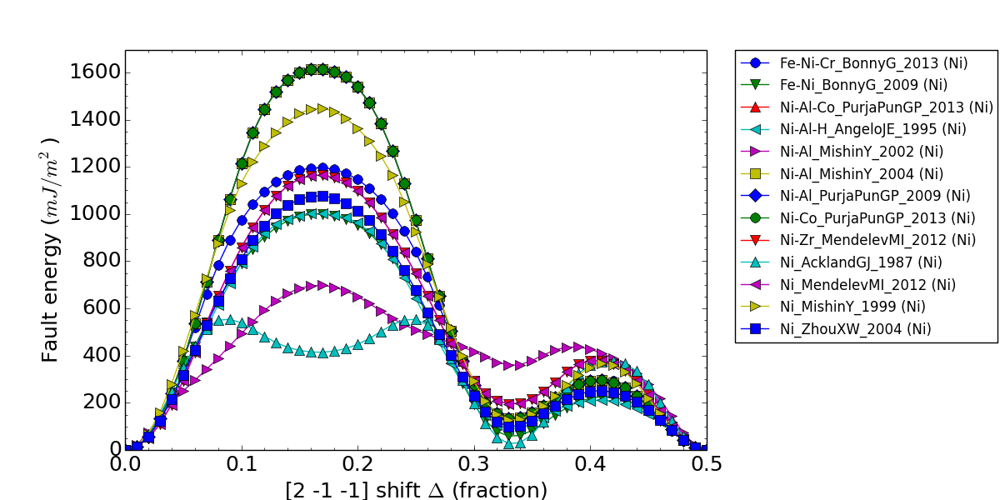 1600
1400
1200
1000
800
600
400
200
0
Fault energy (mJ/m²)
0.0 0.1 0.2 0.3 0.4 0.5
[2 -1 -1] shift Δ (fraction)
Fe-Ni-Cr_BonnyG_2013 (Ni)
Fe-Ni_BonnyG_2009 (Ni)
Ni-Al-Co_PurjaPunGP_2013 (Ni)
Ni-Al-H_AngeloJE_1995 (Ni)
Ni-Al_MishinY_2002 (Ni)
Ni-Al_MishinY_2004 (Ni)
Ni-Al_PurjaPunGP_2009 (Ni)
Ni-Co_PurjaPunGP_2013 (Ni)
Ni-Zr_MendelevMI_2012 (Ni)
Ni_AcklandGJ_1987 (Ni)
Ni_MendelevMI_2012 (Ni)
Ni_MishinY_1999 (Ni)
Ni_ZhouXW_2004 (Ni)